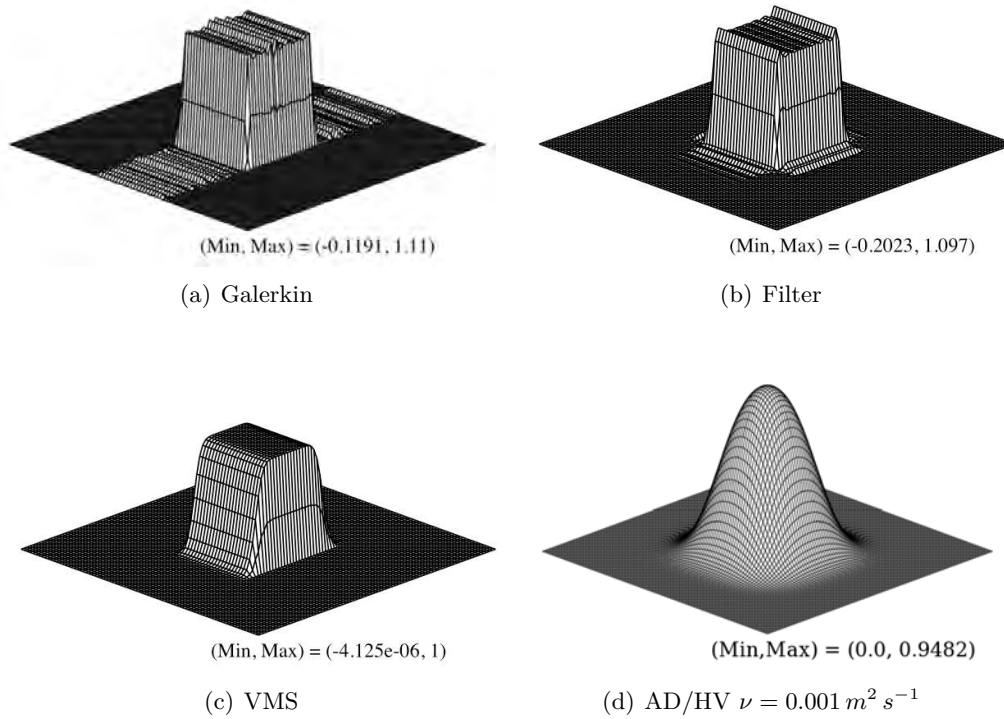 (Min, Max) = (-0.1191, 1.11)
(a) Galerkin
(Min, Max) = (-0.2023, 1.097)
(b) Filter
(Min, Max) = (-4.125e-06, 1)
(c) VMS
(Min,Max) = (0.0, 0.9482)
(d) AD/HV ν = 0.001 m² s⁻¹